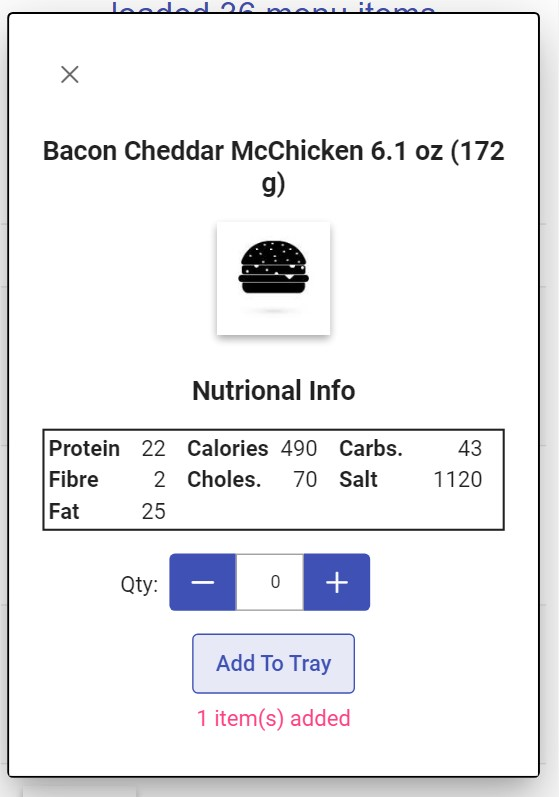 loaded 36 menu items
Bacon Cheddar McChicken 6.1 oz (172
g)
Nutrional Info
Protein 22 Calories 490 Carbs. 43
Fibre 2 Choles. 70 Salt 1120
Fat 25
Qty: − 0 +
Add To Tray
1 item(s) added